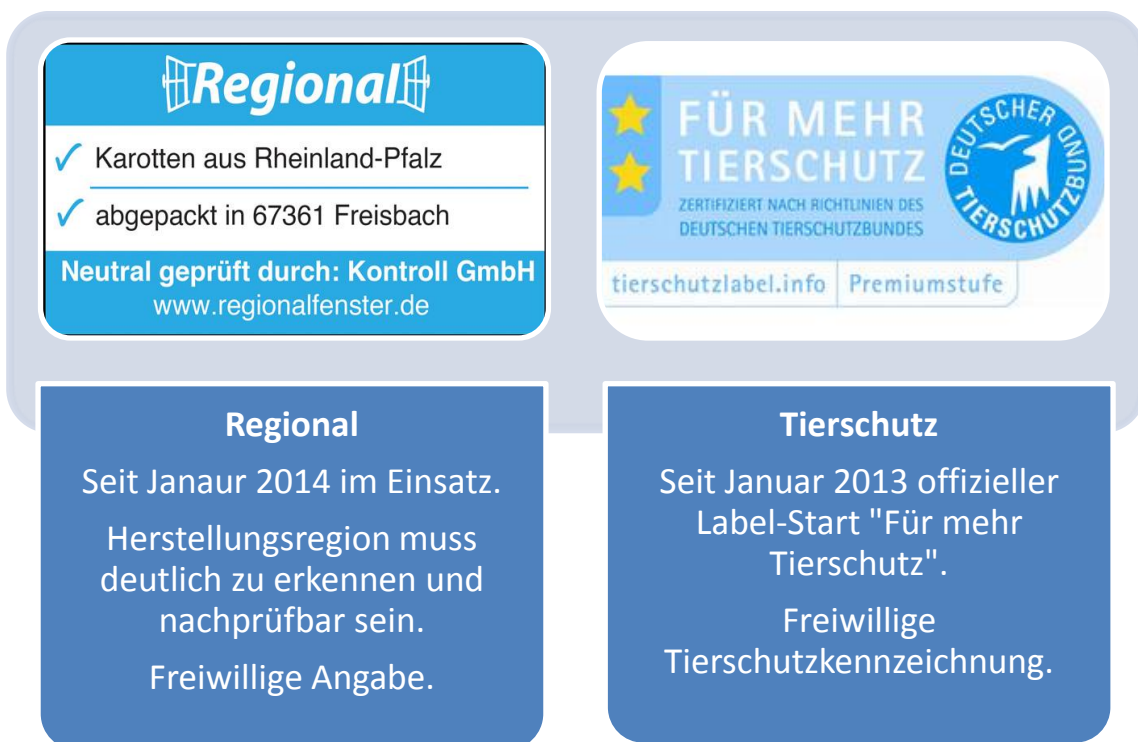 Regional
Karotten aus Rheinland-Pfalz
abgepackt in 67361 Freisbach
Neutral geprüft durch: Kontroll GmbH
www.regionalfenster.de
FÜR MEHR
TIERSCHUTZ
ZERTIFIZIERT NACH RICHTLINIEN DES
DEUTSCHEN TIERSCHUTZBUNDES
DEUTSCHER TIERSCHUTZBUND
tierschutzlabel.info
Premiumstufe
Regional
Seit Janaur 2014 im Einsatz.
Herstellungsregion muss
deutlich zu erkennen und
nachprüfbar sein.
Freiwillige Angabe.
Tierschutz
Seit Januar 2013 offizieller
Label-Start "Für mehr
Tierschutz".
Freiwillige
Tierschutzkennzeichnung.